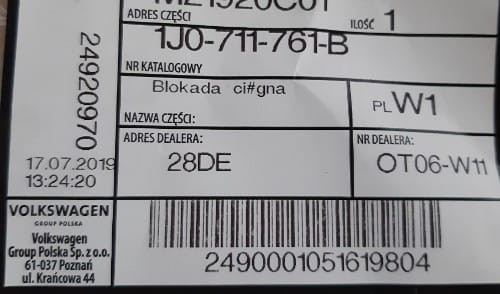 ADRES CZĘŚCI
ILOŚĆ 1
1J0-711-761-B
NR KATALOGOWY
Blokada ci#gna
NAZWA CZĘŚCI:
PL W1
ADRES DEALERA:
28DE
NR DEALERA:
OT06-W11
24920970
17.07.2019
13:24:20
VOLKSWAGEN
GROUP POLSKA
Volkswagen
Group Polska Sp. z o.o.
61-037 Poznań
ul. Krańcowa 44
2490001051619804